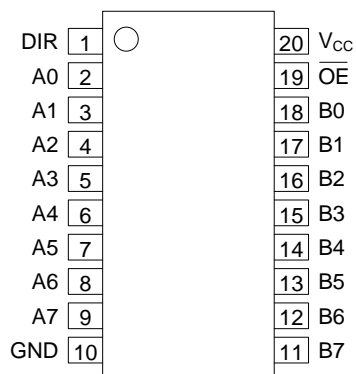 DIR 1 20 V_CC
A0 2 19 O̅E̅
A1 3 18 B0
A2 4 17 B1
A3 5 16 B2
A4 6 15 B3
A5 7 14 B4
A6 8 13 B5
A7 9 12 B6
GND 10 11 B7